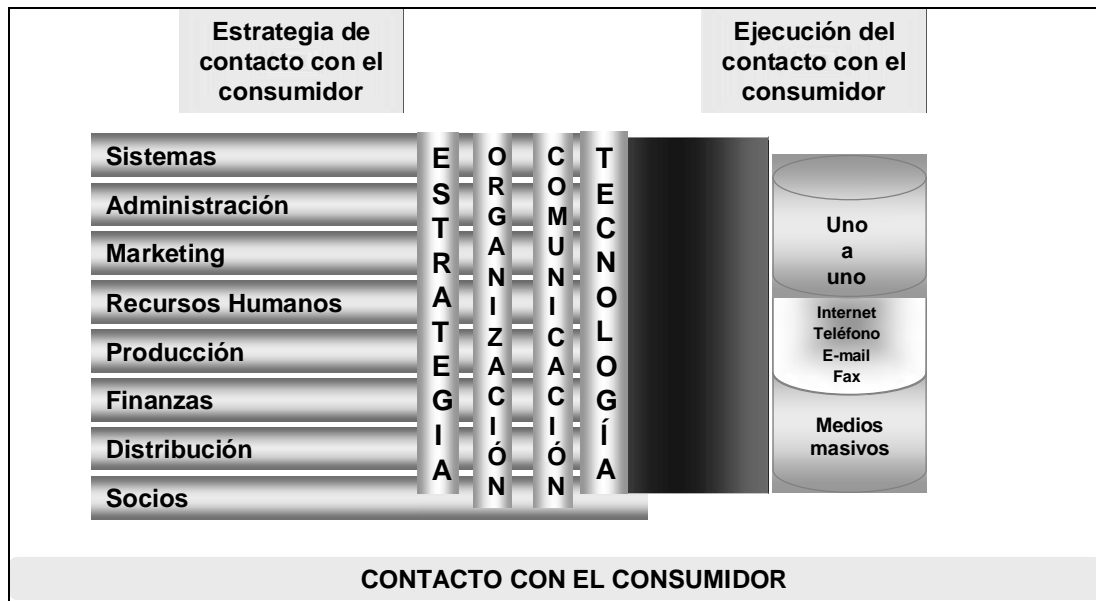 Estrategia de
contacto con el
consumidor
Ejecución del
contacto con el
consumidor
Sistemas
Administración
Marketing
Recursos Humanos
Producción
Finanzas
Distribución
Socios
ESTRATEGIA
ORGANIZACIÓN
COMUNICACIÓN
TECNOLOGÍA
Uno
a
uno
Internet
Teléfono
E-mail
Fax
Medios
masivos
CONTACTO CON EL CONSUMIDOR